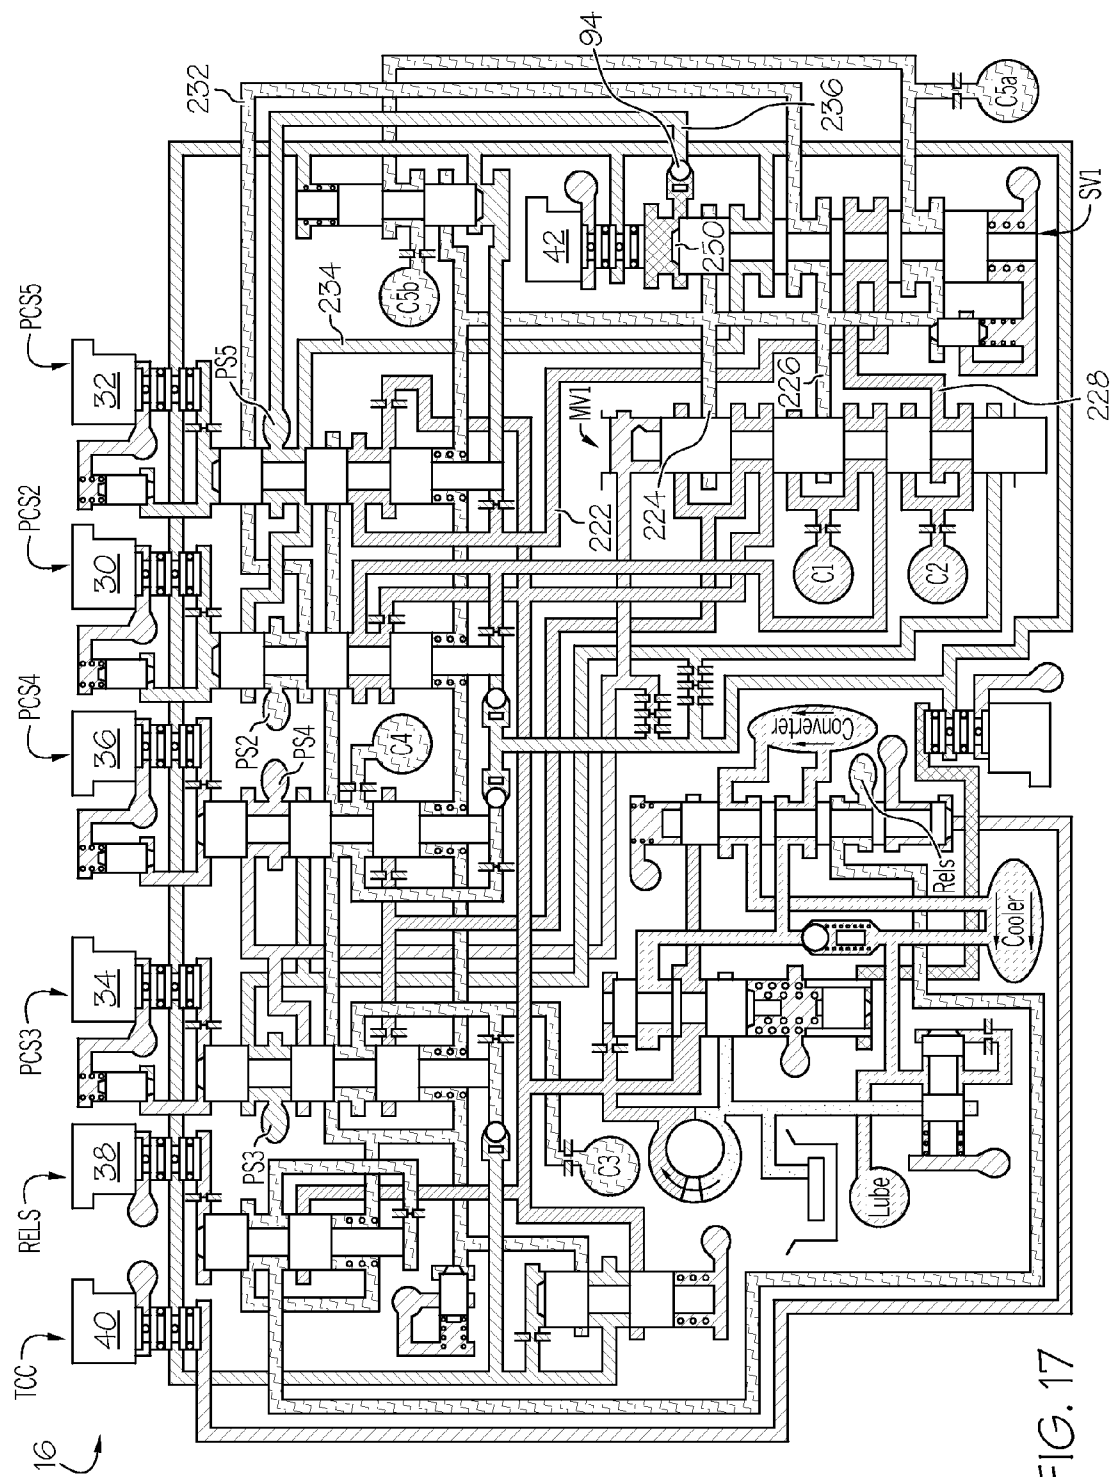 16
TCC
RELS
PCS3
PCS4
PCS2
PCS5
40
38
34
36
30
32
PS3
PS4
PS2
PS5
232
234
94
236
42
250
C5b
C5a
SV1
MV1
222
224
226
228
C1
C2
C3
C4
Converter
Rels
Cooler
Lube
FIG. 17